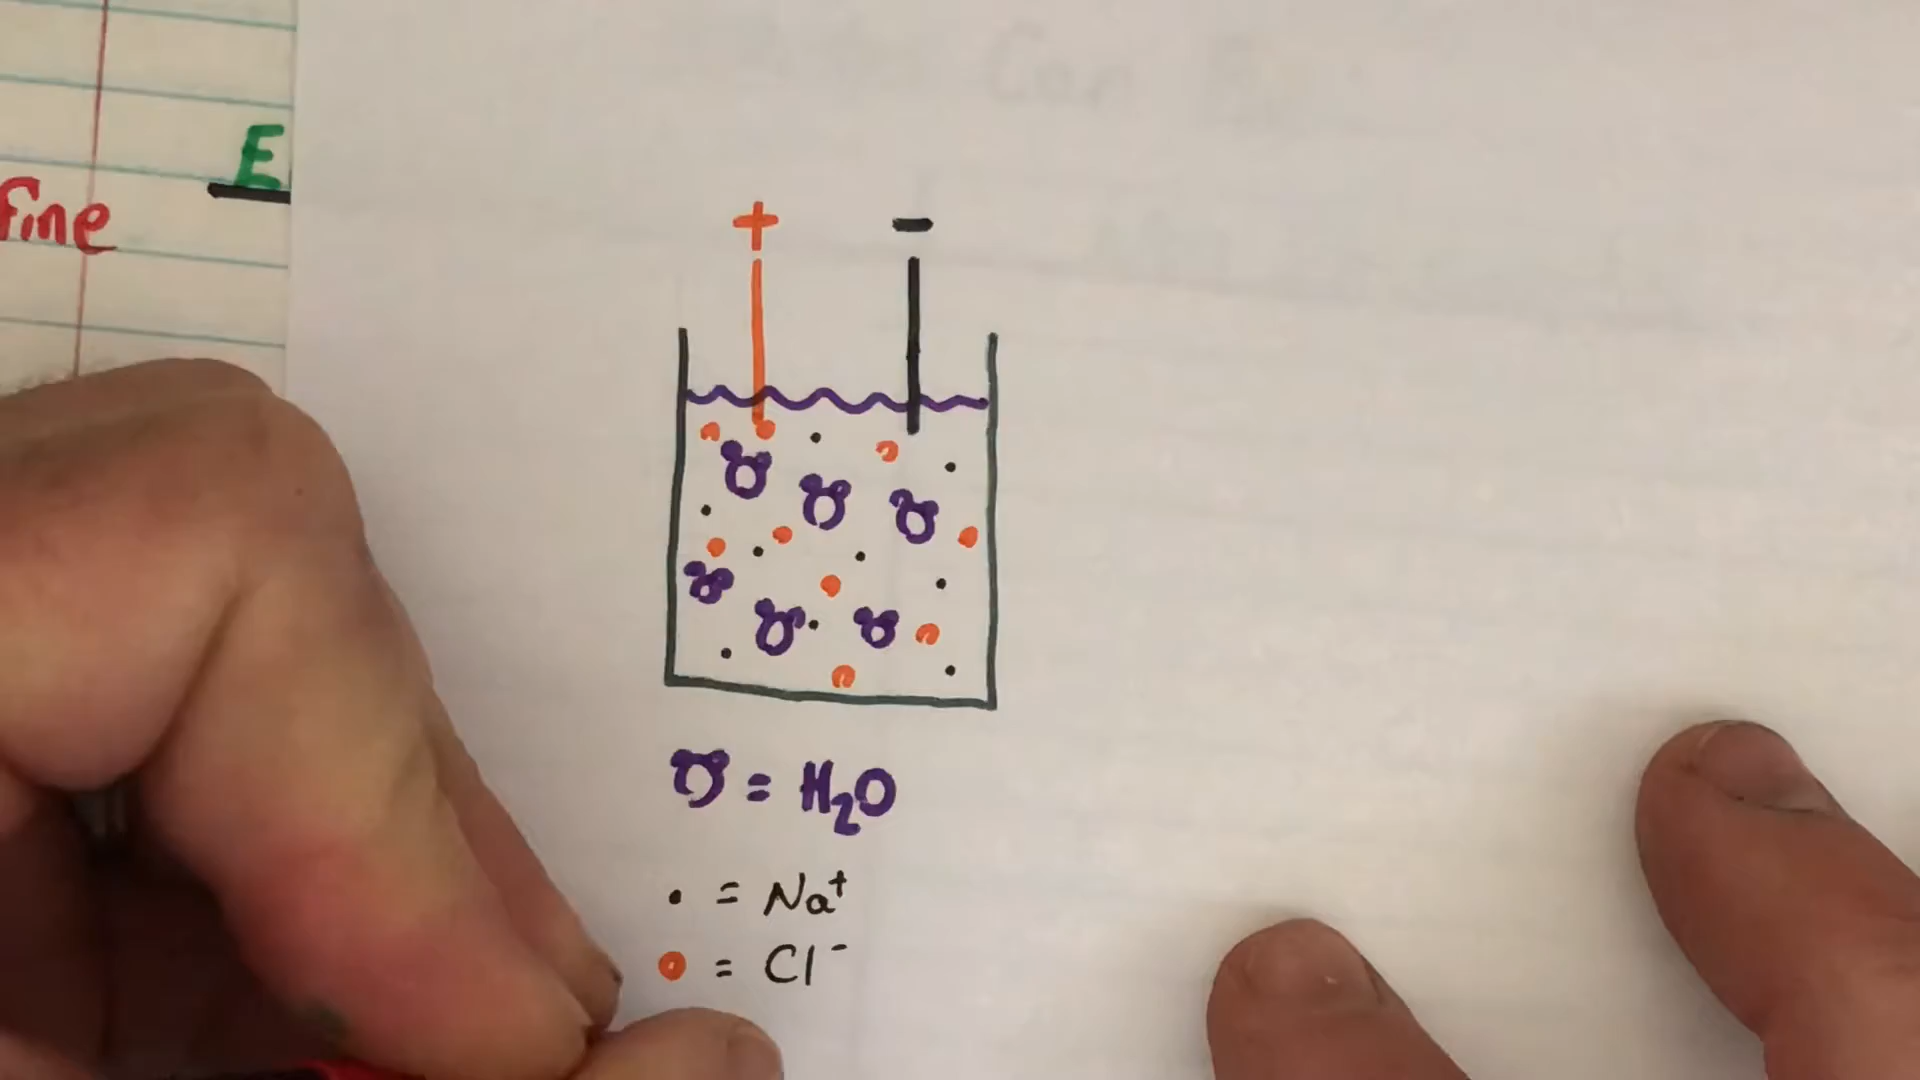 E
fine
+ -
= H₂O
• = Na⁺
= Cl⁻